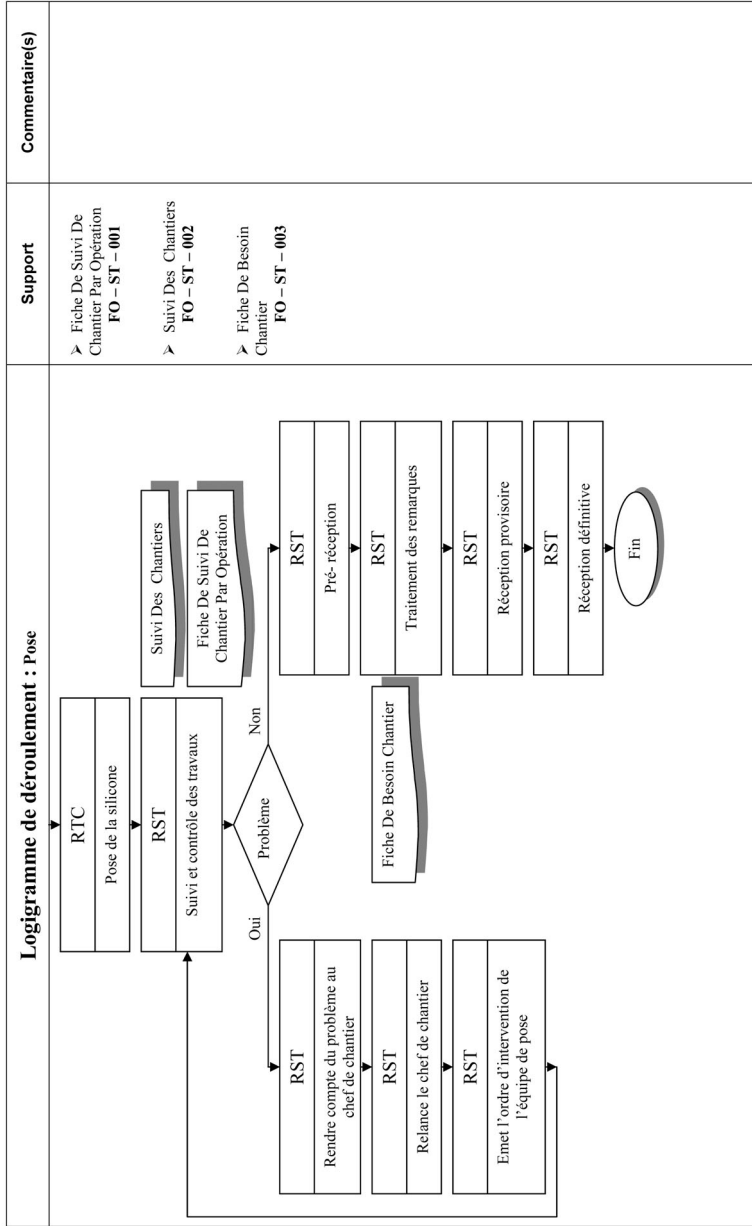 Logigramme de déroulement : Pose
Support
Commentaire(s)
RTC
Pose de la silicone
RST
Suivi et contrôle des travaux
Suivi Des Chantiers
Fiche De Suivi De
Chantier Par Opération
Problème
Oui
Non
RST
Rendre compte du problème au
chef de chantier
RST
Relance le chef de chantier
RST
Emet l'ordre d'intervention de
l'équipe de pose
Fiche De Besoin Chantier
RST
Pré- réception
RST
Traitement des remarques
RST
Réception provisoire
RST
Réception définitive
Fin
➢ Fiche De Suivi De
Chantier Par Opération
FO – ST – 001
➢ Suivi Des Chantiers
FO – ST – 002
➢ Fiche De Besoin
Chantier
FO – ST – 003